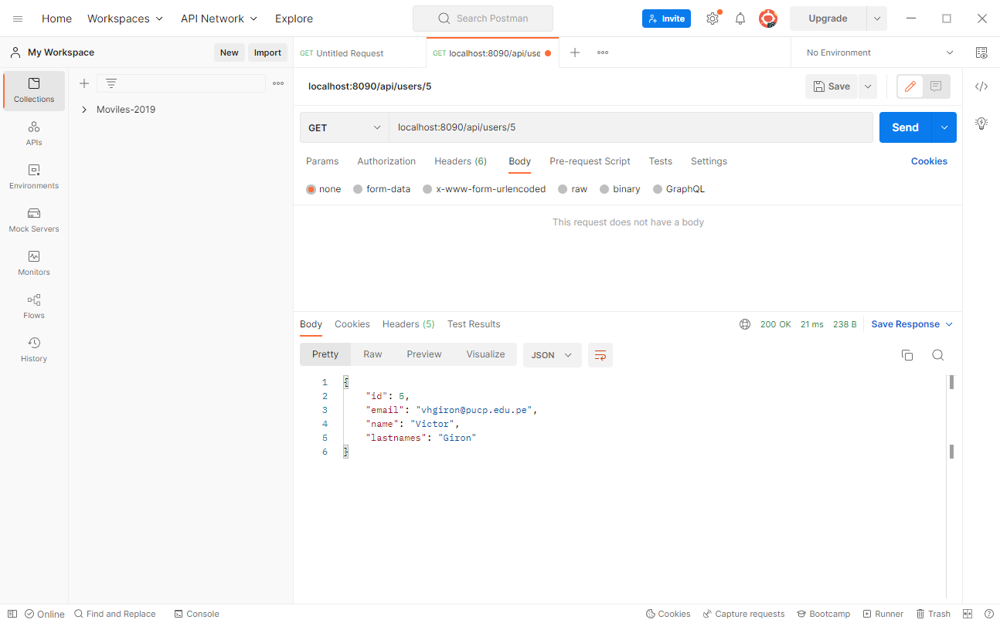 Home Workspaces API Network Explore Search Postman Invite Upgrade
My Workspace New Import GET Untitled Request GET localhost:8090/api/use No Environment
Collections
APIs
Environments
Mock Servers
Monitors
Flows
History
Moviles-2019
localhost:8090/api/users/5 Save
GET localhost:8090/api/users/5 Send
Params Authorization Headers (6) Body Pre-request Script Tests Settings Cookies
none form-data x-www-form-urlencoded raw binary GraphQL
This request does not have a body
Body Cookies Headers (5) Test Results 200 OK 21 ms 238 B Save Response
Pretty Raw Preview Visualize JSON
1 {
2 "id": 5,
3 "email": "vhgiron@pucp.edu.pe",
4 "name": "Victor",
5 "lastnames": "Giron"
6 }
Online Find and Replace Console Cookies Capture requests Bootcamp Runner Trash